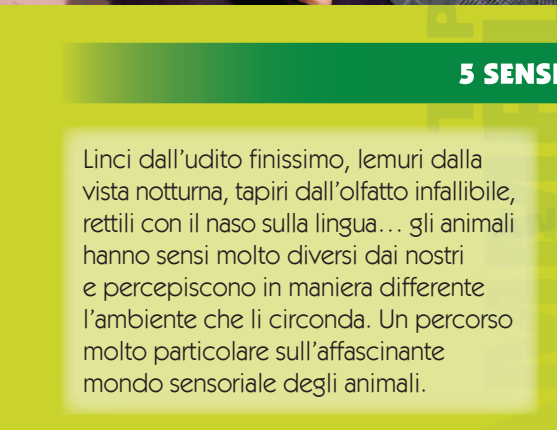 5 SENSI
Linci dall'udito finissimo, lemuri dalla
vista notturna, tapiri dall'olfatto infallibile,
rettili con il naso sulla lingua… gli animali
hanno sensi molto diversi dai nostri
e percepiscono in maniera differente
l'ambiente che li circonda. Un percorso
molto particolare sull'affascinante
mondo sensoriale degli animali.